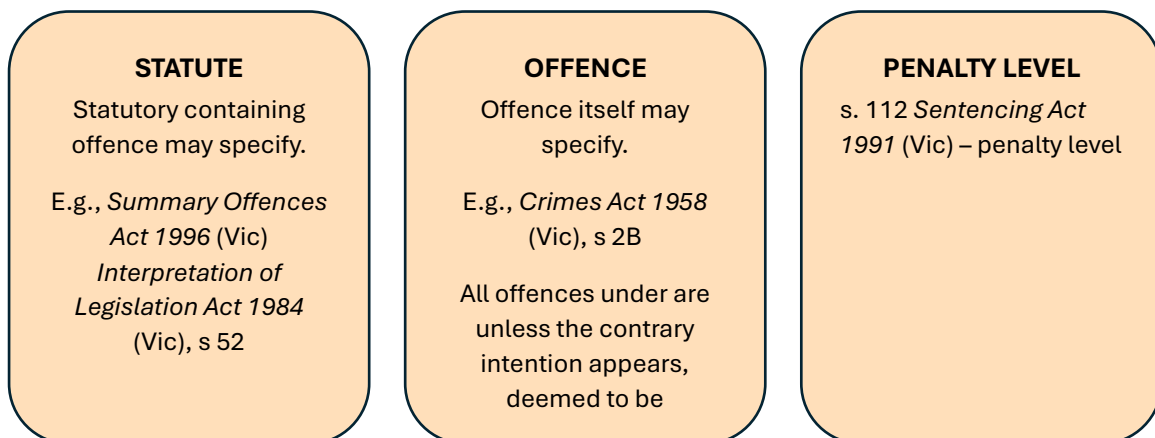 STATUTE
Statutory containing
offence may specify.
E.g., Summary Offences
Act 1996 (Vic)
Interpretation of
Legislation Act 1984
(Vic), s 52
OFFENCE
Offence itself may
specify.
E.g., Crimes Act 1958
(Vic), s 2B
All offences under are
unless the contrary
intention appears,
deemed to be
PENALTY LEVEL
s. 112 Sentencing Act
1991 (Vic) – penalty level